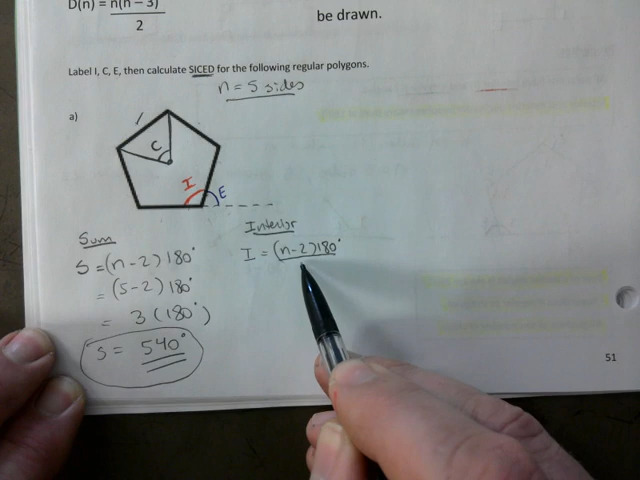 D(n) = n(n − 3)
2
be drawn.
Label I, C, E, then calculate SICED for the following regular polygons.
n = 5 sides
a)
C
I
E
Sum
S = (n-2) 180°
= (5-2) 180°
= 3 (180°)
S = 540°
Interior
I = (n-2)180°
51